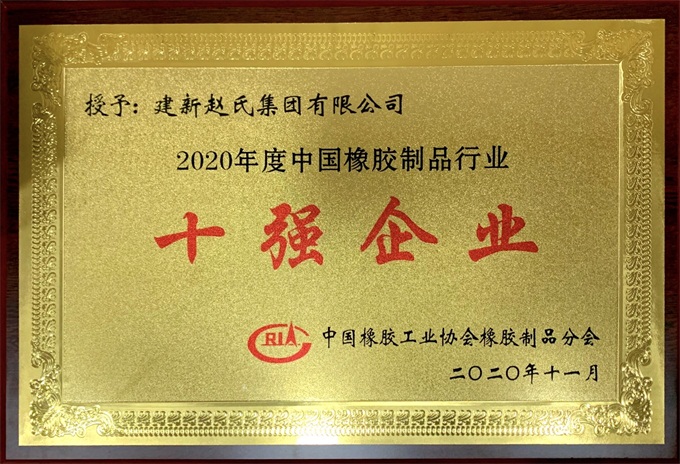 授予：建新赵氏集团有限公司
2020年度中国橡胶制品行业
十强企业
CRIA 中国橡胶工业协会橡胶制品分会
二〇二〇年十一月